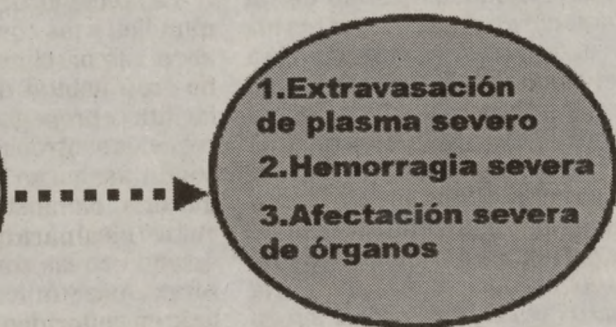 1.Extravasación
de plasma severo
2.Hemorragia severa
3.Afectación severa
de órganos